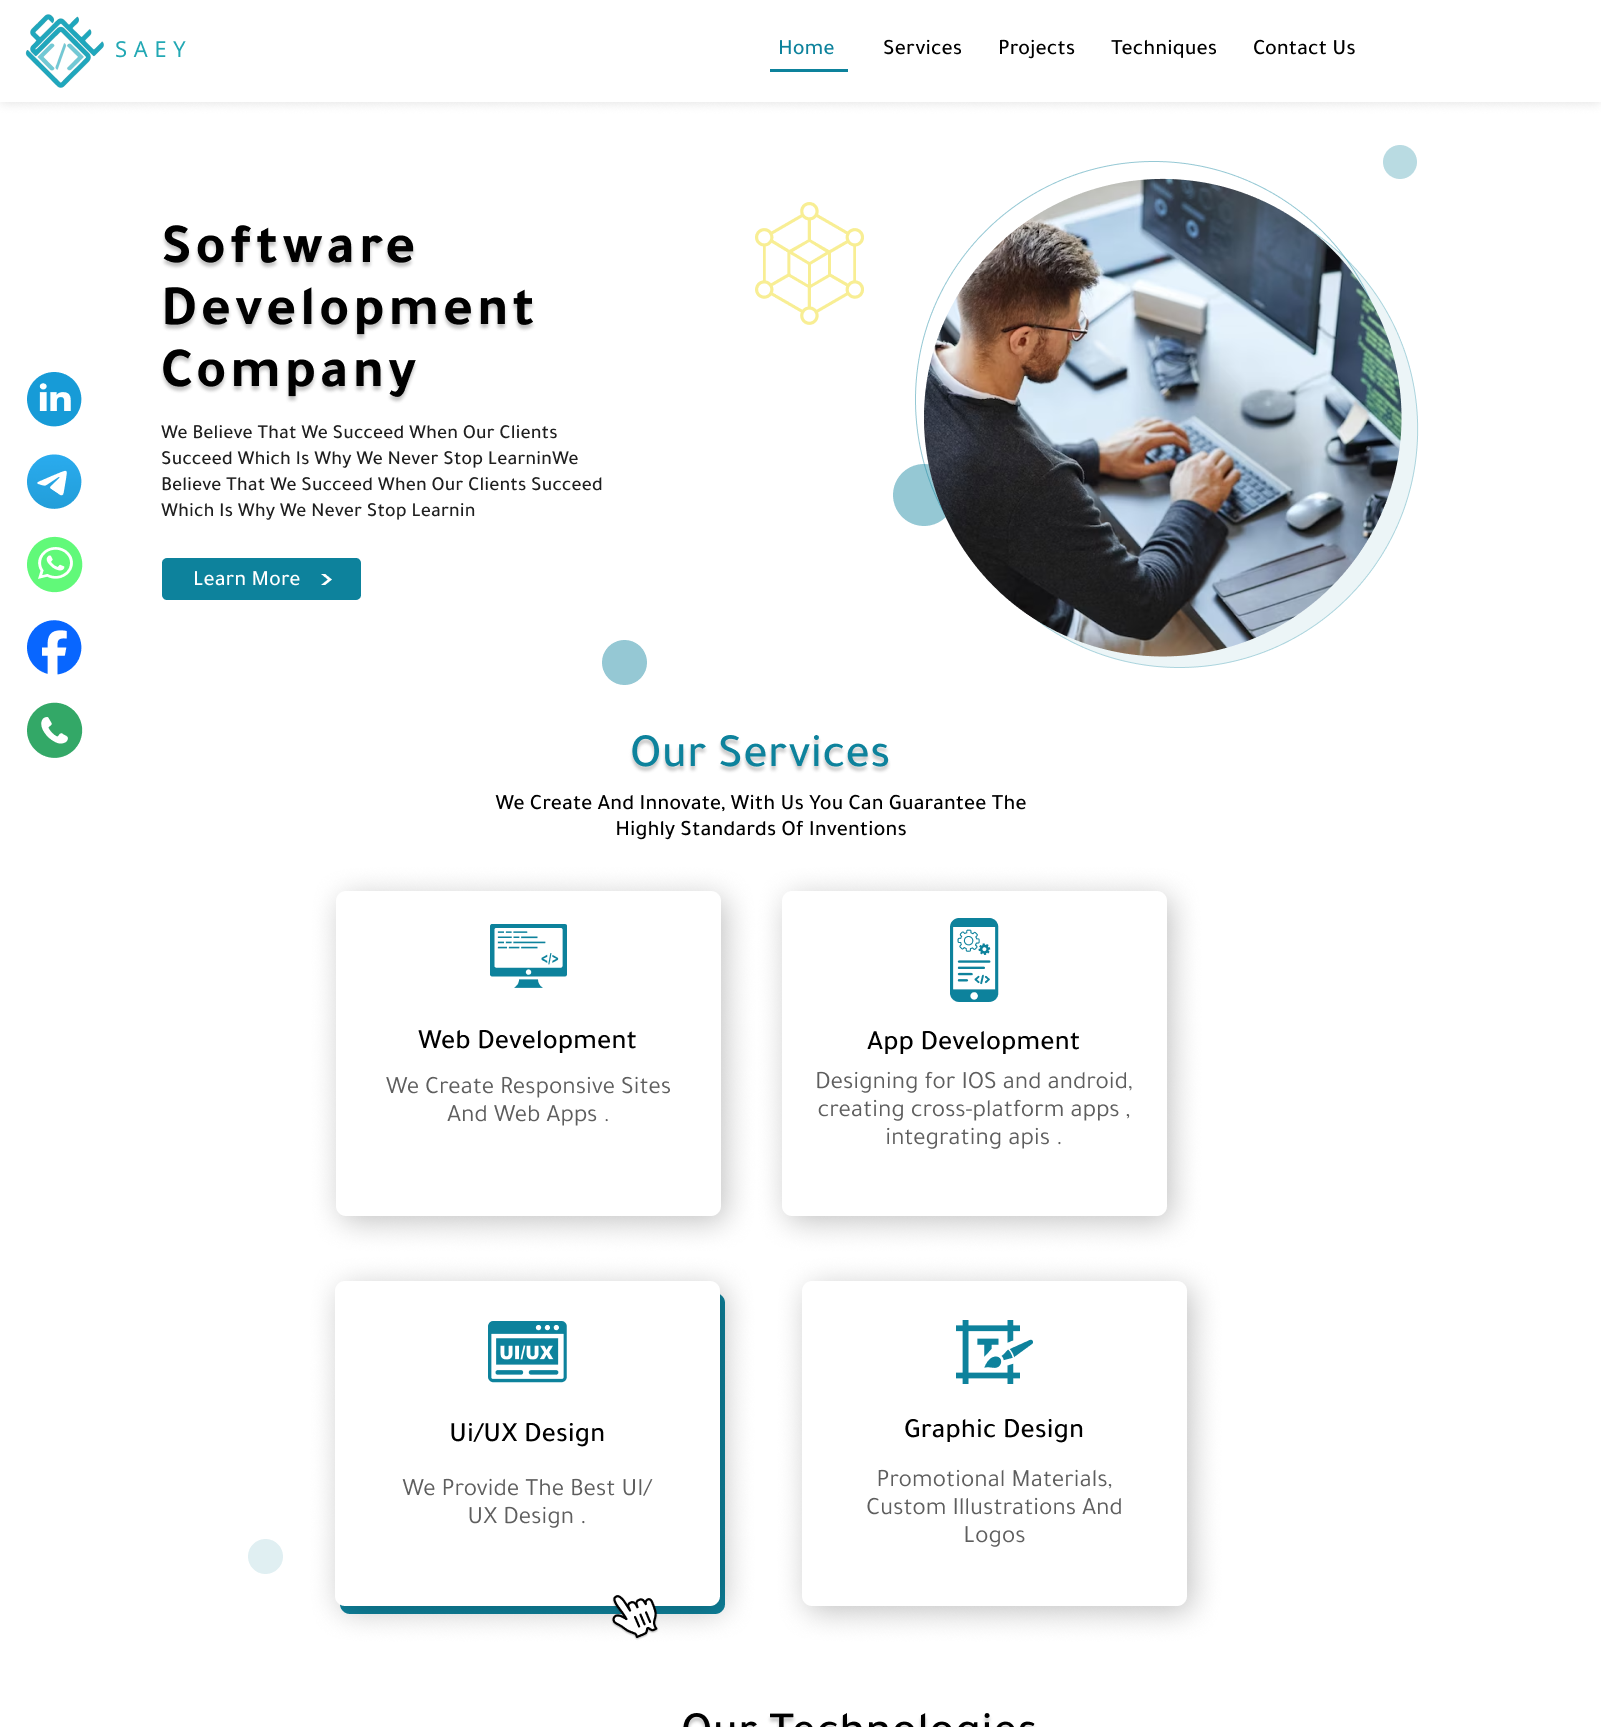 SAEY
Home Services Projects Techniques Contact Us
Software
Development
Company
We Believe That We Succeed When Our Clients
Succeed Which Is Why We Never Stop LearninWe
Believe That We Succeed When Our Clients Succeed
Which Is Why We Never Stop Learnin
Learn More >
in
Our Services
We Create And Innovate, With Us You Can Guarantee The
Highly Standards Of Inventions
</>
Web Development
We Create Responsive Sites
And Web Apps .
</>
App Development
Designing for IOS and android,
creating cross-platform apps ,
integrating apis .
UI/UX
Ui/UX Design
We Provide The Best UI/
UX Design .
T
Graphic Design
Promotional Materials,
Custom Illustrations And
Logos
Our Technologies